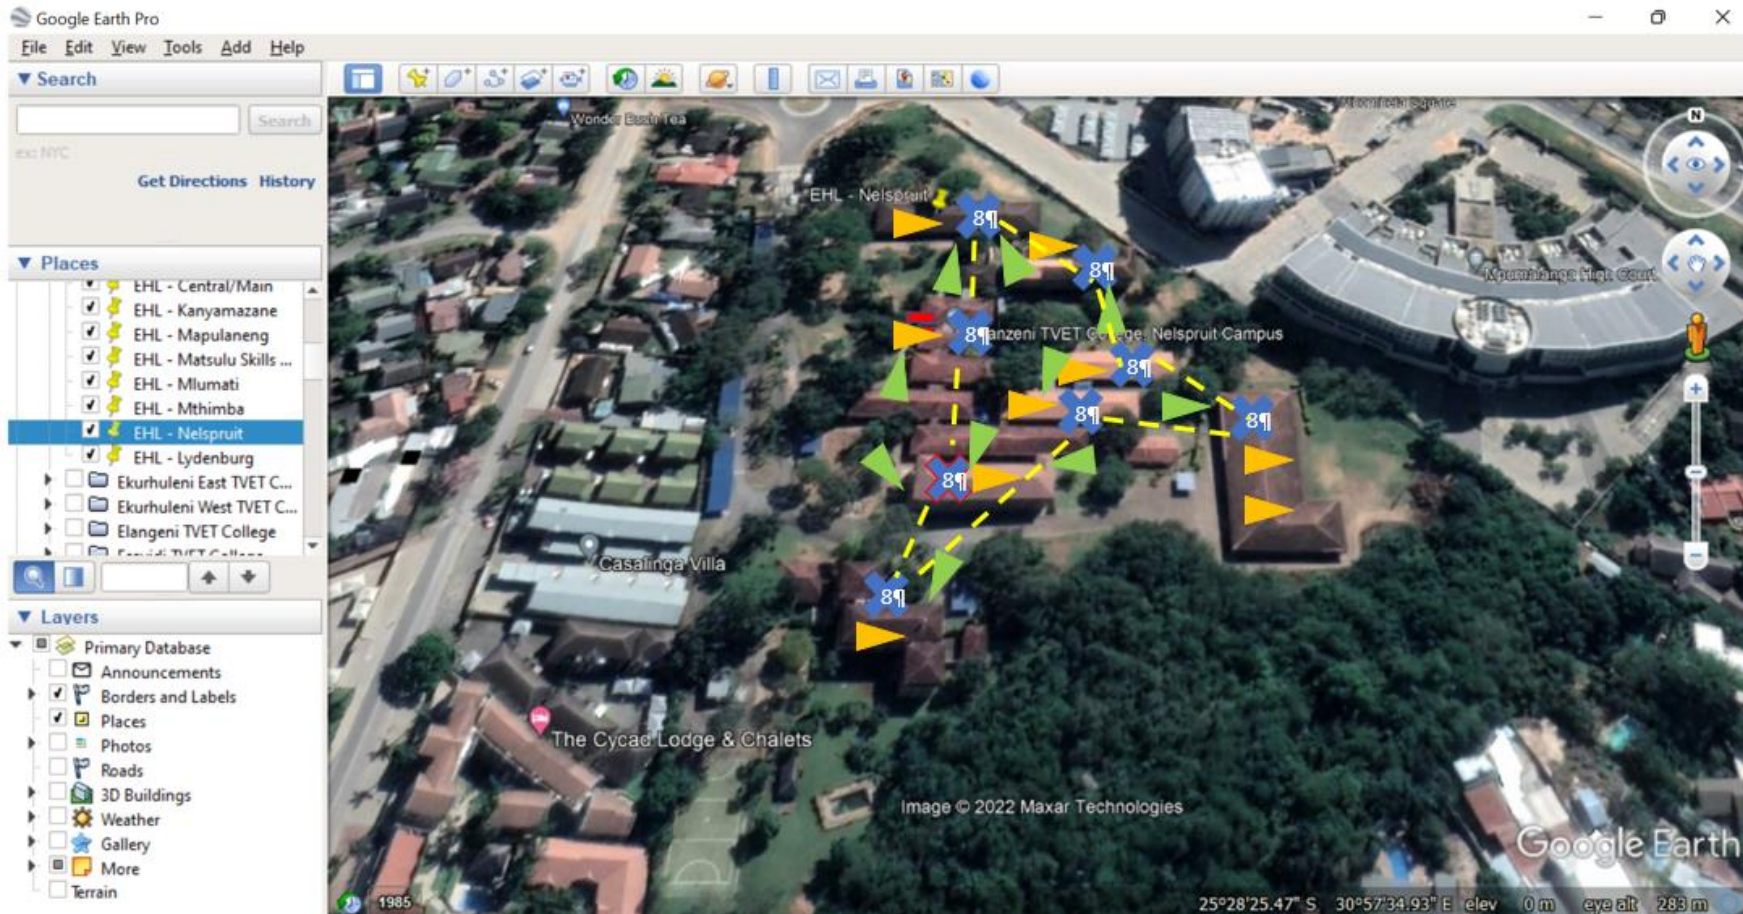 Google Earth Pro
File Edit View Tools Add Help
Search
Search
ex: NYC
Get Directions History
Places
EHL - Central/Main
EHL - Kanyamazane
EHL - Mapulaneng
EHL - Matsulu Skills ...
EHL - Mlumati
EHL - Mthimba
EHL - Nelspruit
EHL - Lydenburg
Ekurhuleni East TVET C...
Ekurhuleni West TVET C...
Elangeni TVET College
Layers
Primary Database
Announcements
Borders and Labels
Places
Photos
Roads
3D Buildings
Weather
Gallery
More
Terrain
Wonder Bush Tea
N
EHL - Nelspruit
8¶
8¶
Mpumalanga High Court
8¶
anzeni TVET College, Nelspruit Campus
8¶
8¶
8¶
8¶
Casalinga Villa
8¶
The Cycad Lodge & Chalets
Image © 2022 Maxar Technologies
Google Earth
1985
25°28'25.47" S 30°57'34.93" E elev 0 m eye alt 283 m